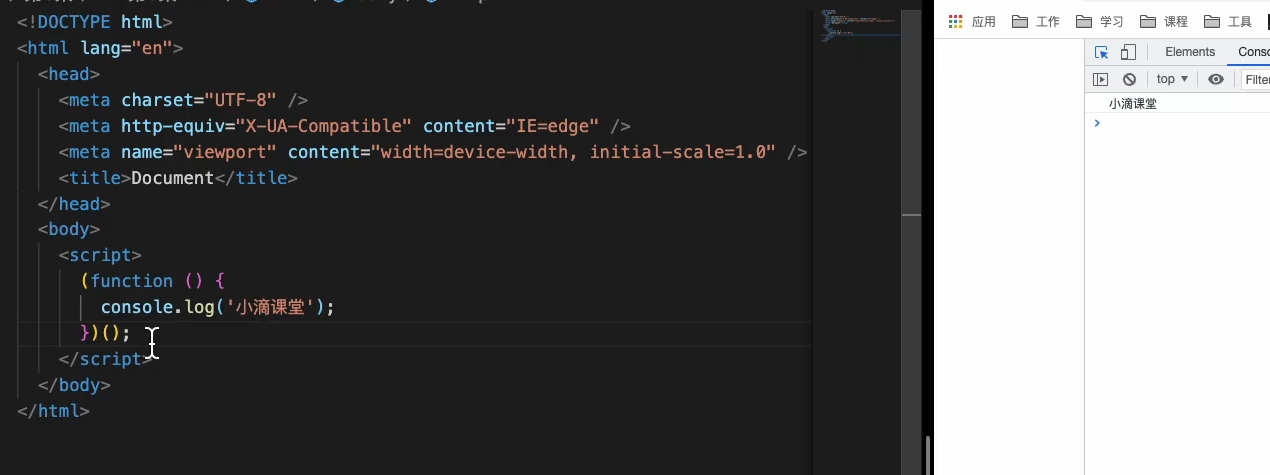 <!DOCTYPE html>
<html lang="en">
<head>
<meta charset="UTF-8" />
<meta http-equiv="X-UA-Compatible" content="IE=edge" />
<meta name="viewport" content="width=device-width, initial-scale=1.0" />
<title>Document</title>
</head>
<body>
<script>
(function () {
console.log('小滴课堂');
})();
</script>
</body>
</html>
应用 工作 学习 课程 工具
Elements Conso
top ▼ Filter
小滴课堂